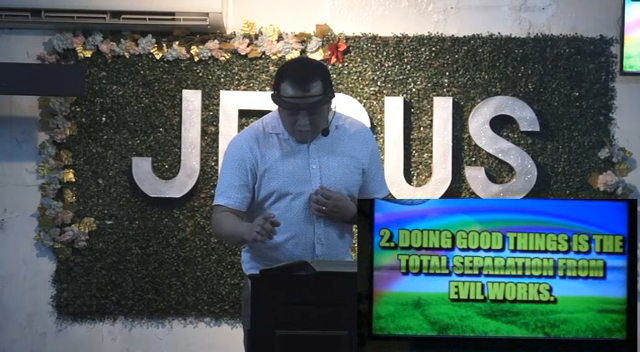 JESUS
2. DOING GOOD THINGS IS THE
TOTAL SEPARATION FROM
EVIL WORKS.